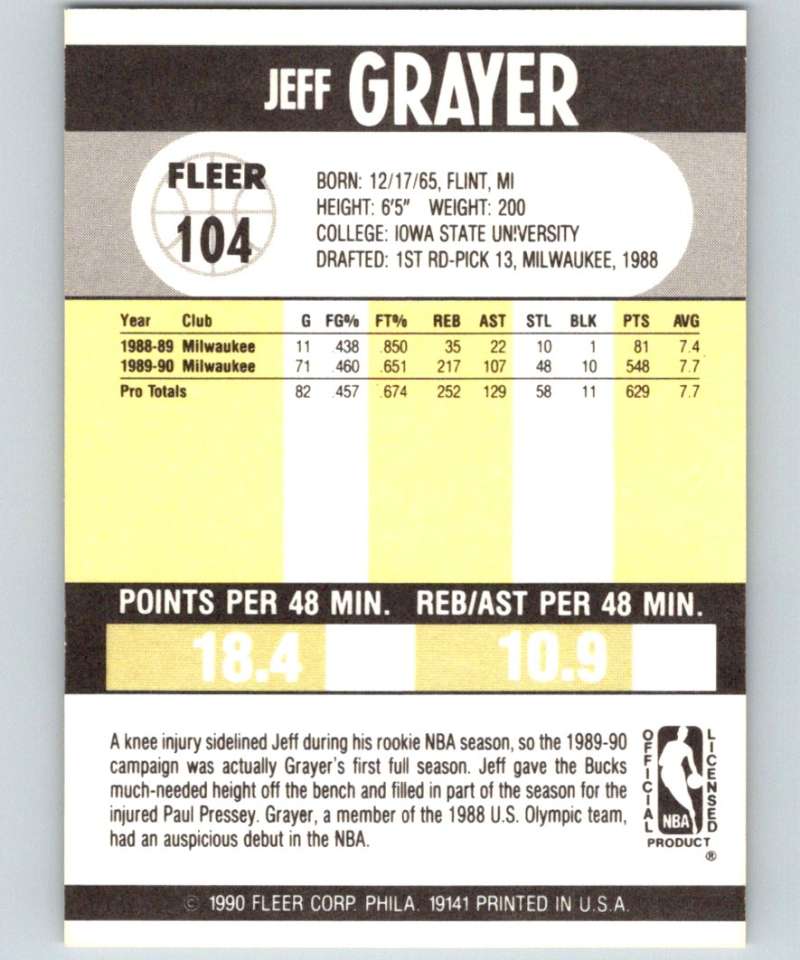 JEFF GRAYER
FLEER
104
BORN: 12/17/65, FLINT, MI
HEIGHT: 6'5" WEIGHT: 200
COLLEGE: IOWA STATE UNIVERSITY
DRAFTED: 1ST RD-PICK 13, MILWAUKEE, 1988
Year Club G FG% FT% REB AST STL BLK PTS AVG
1988-89 Milwaukee 11 .438 .850 35 22 10 1 81 7.4
1989-90 Milwaukee 71 .460 .651 217 107 48 10 548 7.7
Pro Totals 82 .457 .674 252 129 58 11 629 7.7
POINTS PER 48 MIN. REB/AST PER 48 MIN.
18.4 10.9
A knee injury sidelined Jeff during his rookie NBA season, so the 1989-90
campaign was actually Grayer's first full season. Jeff gave the Bucks
much-needed height off the bench and filled in part of the season for the
injured Paul Pressey. Grayer, a member of the 1988 U.S. Olympic team,
had an auspicious debut in the NBA.
OFFICIAL
NBA
LICENSED
PRODUCT
®
© 1990 FLEER CORP. PHILA. 19141 PRINTED IN U.S.A.